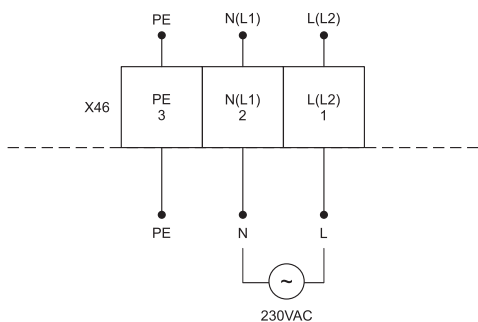 PE N(L1) L(L2)
X46
PE N(L1) L(L2)
3 2 1
PE N L
~
230VAC